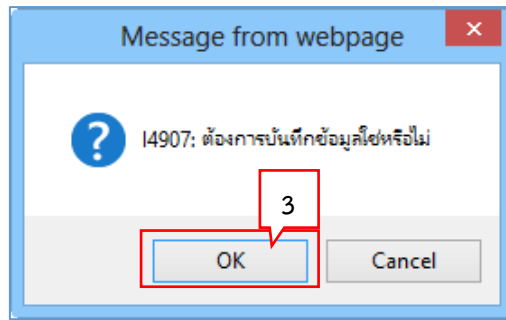 Message from webpage
I4907: ต้องการบันทึกข้อมูลใช่หรือไม่
3
OK
Cancel